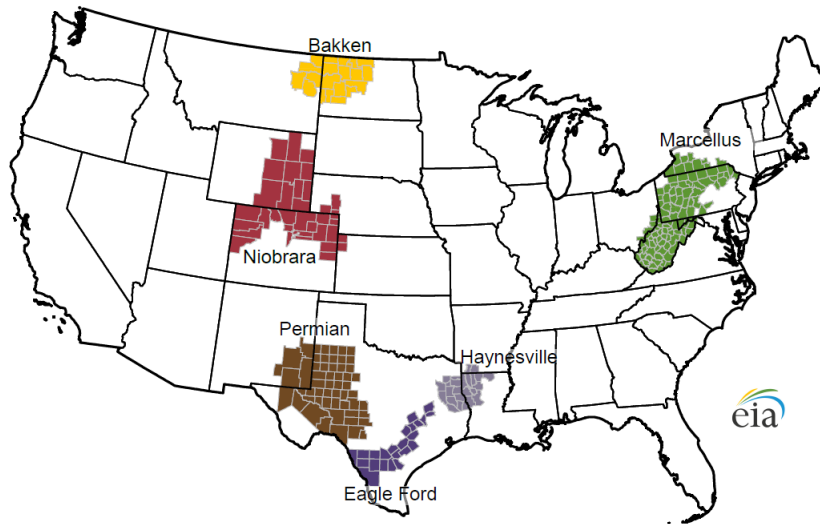 Bakken
Marcellus
Niobrara
Permian
Haynesville
eia
Eagle Ford